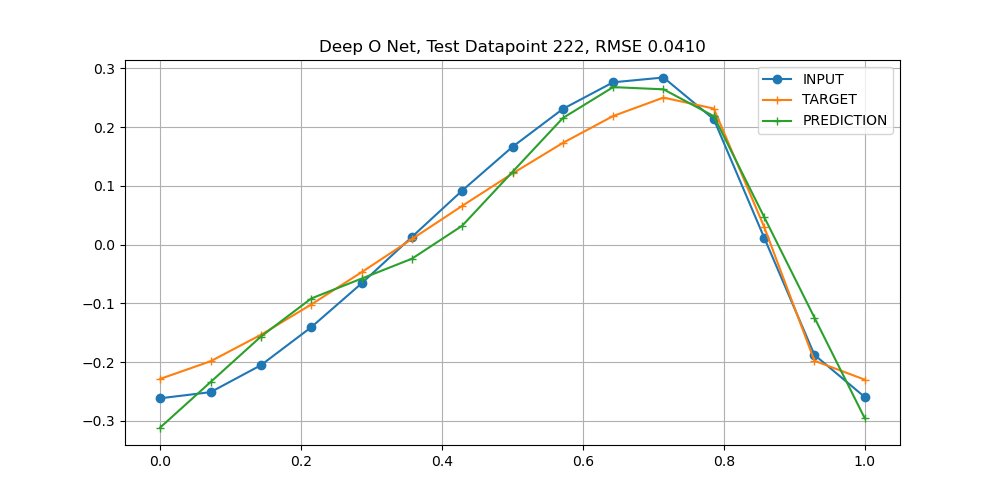 Deep O Net, Test Datapoint 222, RMSE 0.0410
INPUT
TARGET
PREDICTION
0.3
0.2
0.1
0.0
−0.1
−0.2
−0.3
0.0 0.2 0.4 0.6 0.8 1.0